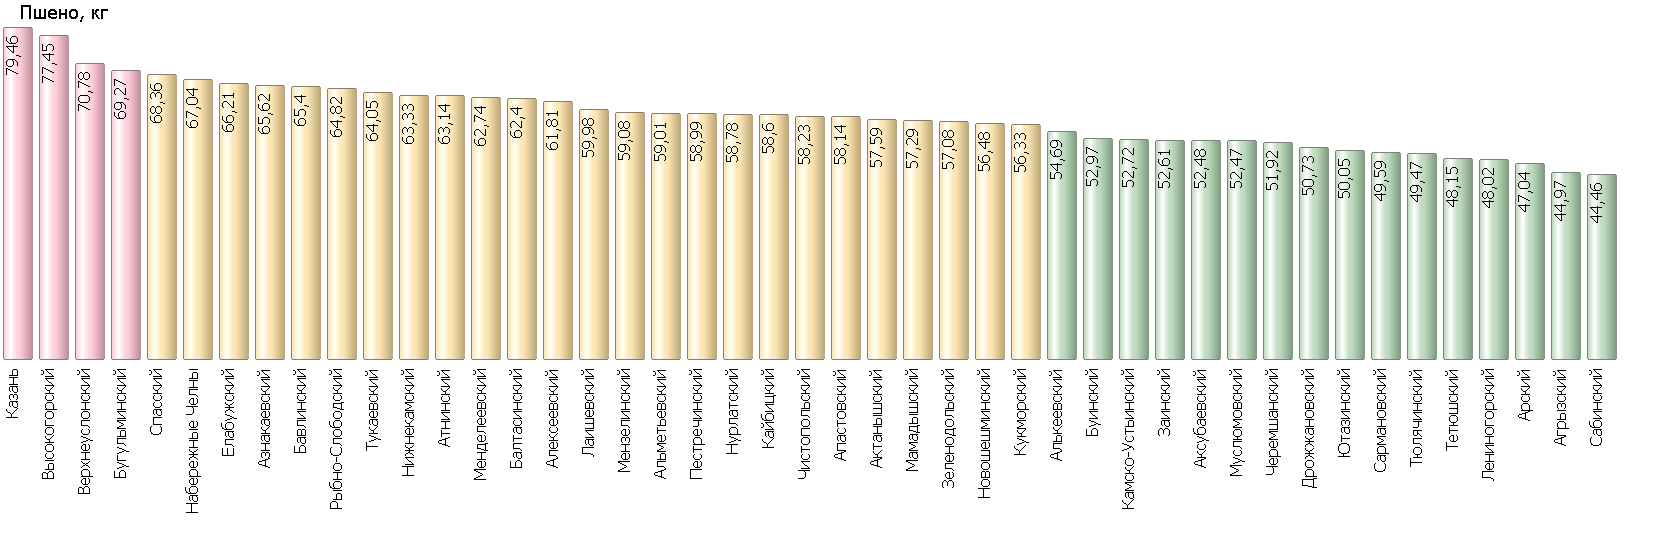 Пшено, кг
79,46
77,45
70,78
69,27
68,36
67,04
66,21
65,62
65,4
64,82
64,05
63,33
63,14
62,74
62,4
61,81
59,98
59,08
59,01
58,99
58,78
58,6
58,23
58,14
57,59
57,29
57,08
56,48
56,33
54,69
52,97
52,72
52,61
52,48
52,47
51,92
50,73
50,05
49,59
49,47
48,15
48,02
47,04
44,97
44,46
Казань
Высокогорский
Верхнеуслонский
Бугульминский
Спасский
Набережные Челны
Елабужский
Азнакаевский
Бавлинский
Рыбно-Слободский
Тукаевский
Нижнекамский
Атнинский
Менделеевский
Балтасинский
Алексеевский
Лаишевский
Мензелинский
Альметьевский
Пестречинский
Нурлатский
Кайбицкий
Чистопольский
Апастовский
Актанышский
Мамадышский
Зеленодольский
Новошешминский
Кукморский
Алькеевский
Буинский
Камско-Устьинский
Заинский
Аксубаевский
Муслюмовский
Черемшанский
Дрожжановский
Ютазинский
Сармановский
Тюлячинский
Тетюшский
Лениногорский
Арский
Агрызский
Сабинский